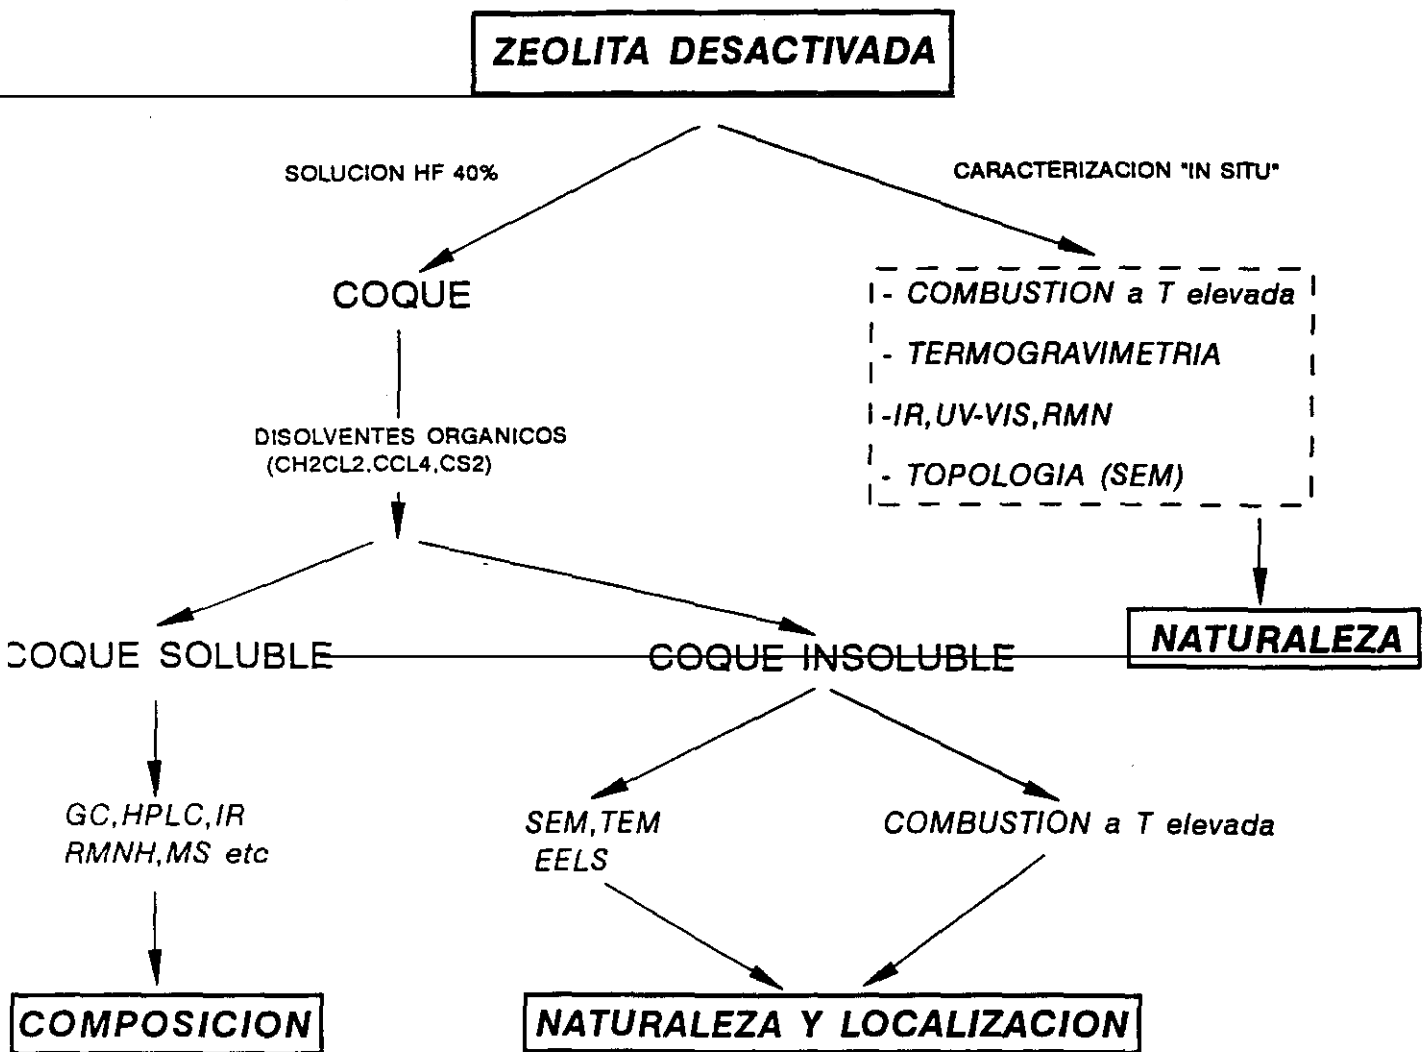 ZEOLITA DESACTIVADA
SOLUCION HF 40%
CARACTERIZACION "IN SITU"
COQUE
- COMBUSTION a T elevada
- TERMOGRAVIMETRIA
-IR,UV-VIS,RMN
- TOPOLOGIA (SEM)
DISOLVENTES ORGANICOS
(CH2CL2.CCL4,CS2)
COQUE SOLUBLE
COQUE INSOLUBLE
NATURALEZA
GC,HPLC,IR
RMNH,MS etc
SEM,TEM
EELS
COMBUSTION a T elevada
COMPOSICION
NATURALEZA Y LOCALIZACION